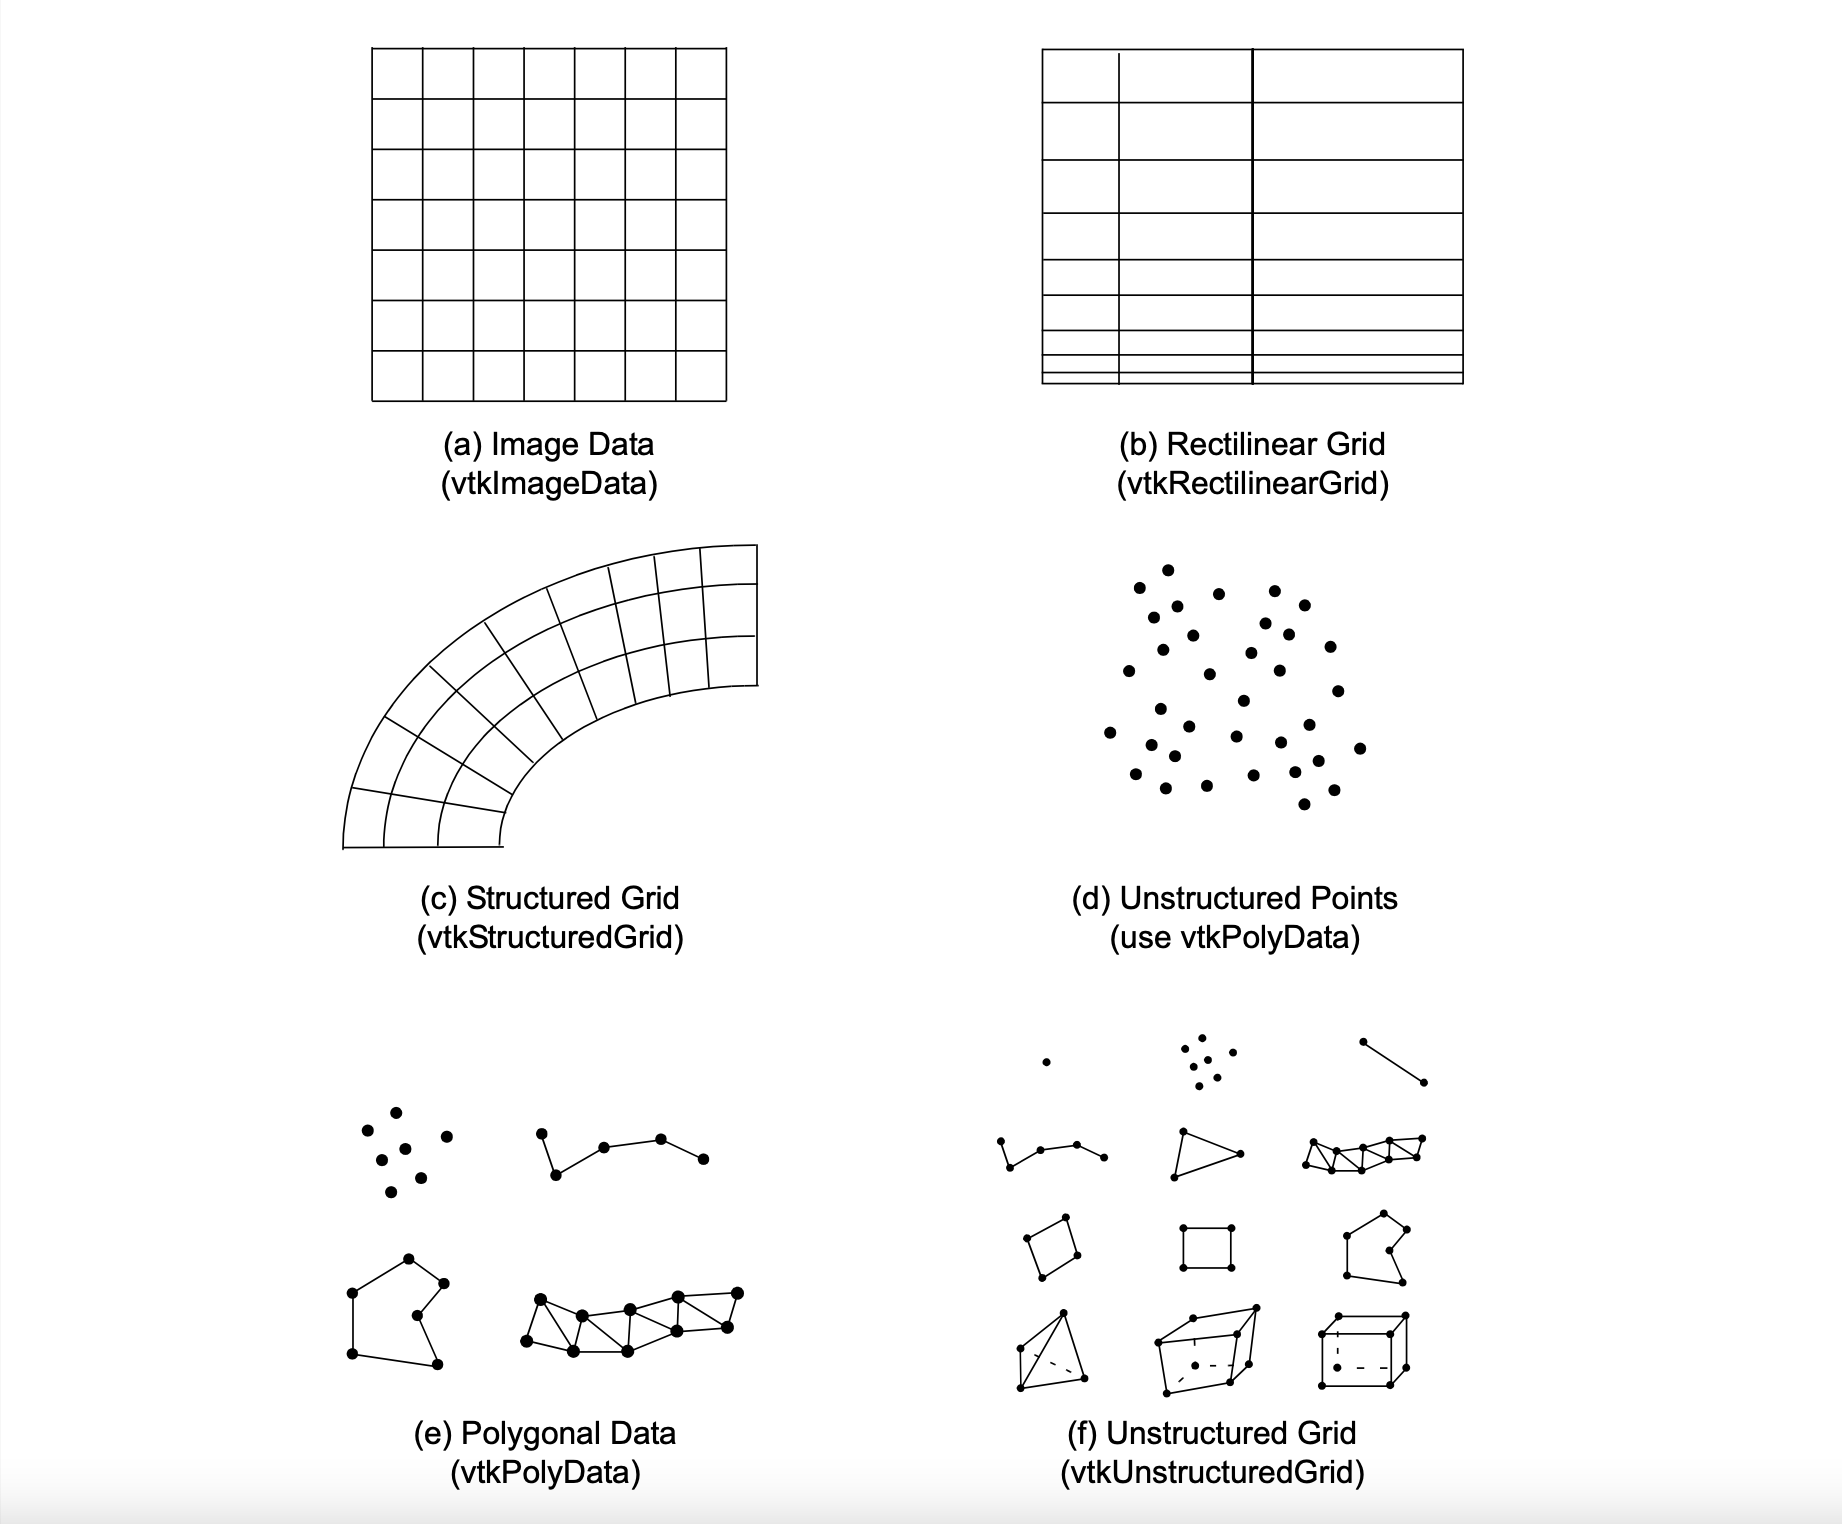 (a) Image Data
(vtkImageData)
(b) Rectilinear Grid
(vtkRectilinearGrid)
(c) Structured Grid
(vtkStructuredGrid)
(d) Unstructured Points
(use vtkPolyData)
(e) Polygonal Data
(vtkPolyData)
(f) Unstructured Grid
(vtkUnstructuredGrid)